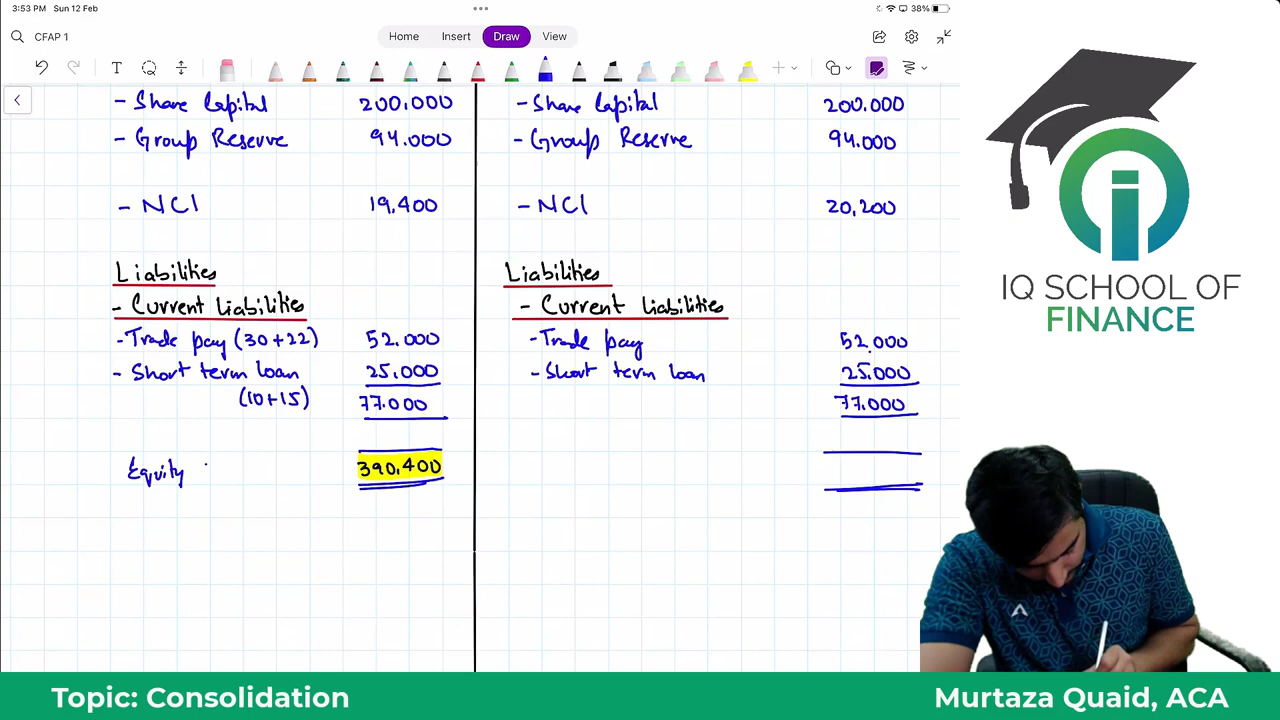 3:53 PM Sun 12 Feb
38%
CFAP 1
Home Insert Draw View
- Share Capital 200.000
- Group Reserve 94.000
- NCI 19,400
Liabilities
- Current liabilities
- Trade pay (30+22) 52.000
- Short term loan 25.000
(10+15) 77.000
Equity 390,400
- Share Capital 200.000
- Group Reserve 94.000
- NCI 20,200
Liabilities
- Current liabilities
- Trade pay 52.000
- Short term loan 25.000
77.000
IQ SCHOOL OF
FINANCE
Topic: Consolidation
Murtaza Quaid, ACA